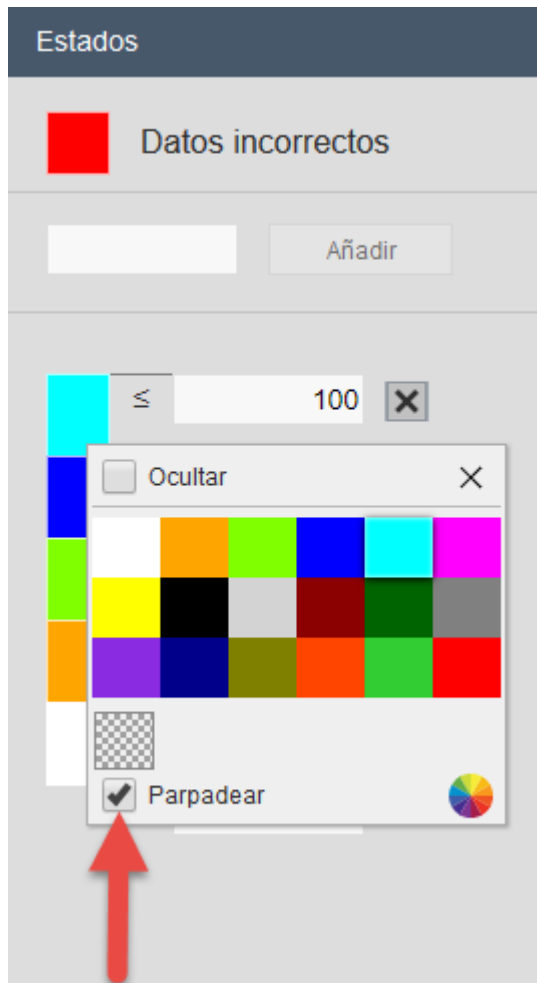 Estados
Datos incorrectos
Añadir
≤ 100
Ocultar
Parpadear